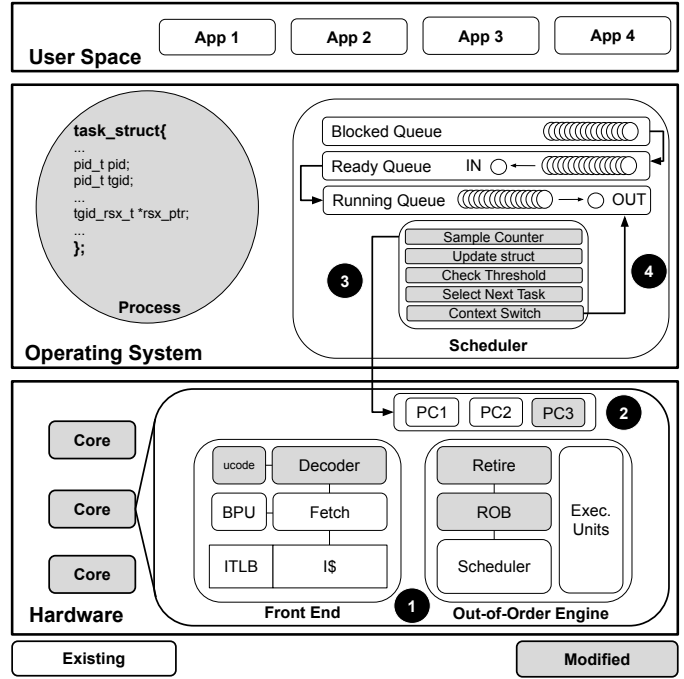 App 1
App 2
App 3
App 4
User Space
task_struct{
...
pid_t pid;
pid_t tgid;
...
tgid_rsx_t *rsx_ptr;
...
};
Process
Blocked Queue
Ready Queue IN
Running Queue OUT
Sample Counter
Update struct
Check Threshold
Select Next Task
Context Switch
3
4
Scheduler
Operating System
PC1
PC2
PC3
2
Core
Core
Core
ucode
Decoder
BPU
Fetch
ITLB
I$
Front End
1
Retire
ROB
Scheduler
Exec.
Units
Out-of-Order Engine
Hardware
Existing
Modified